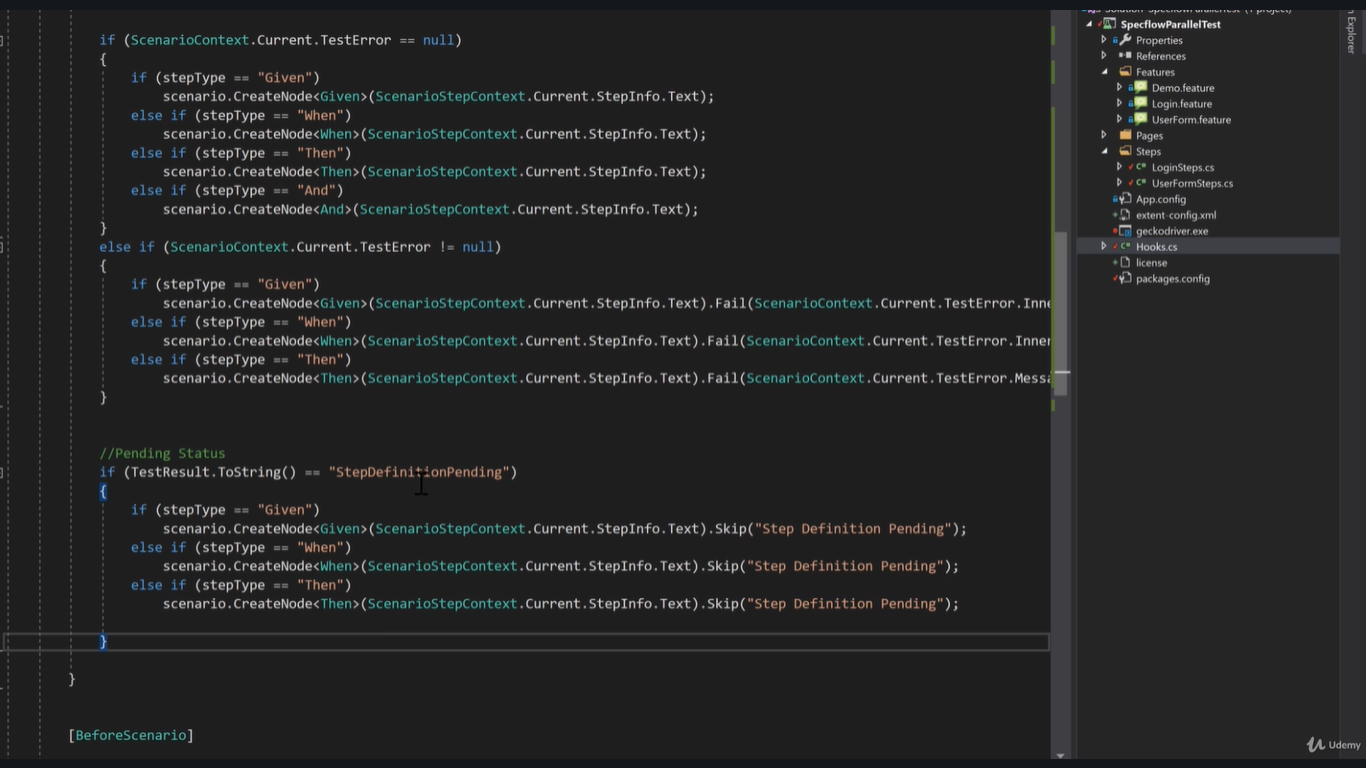 if (ScenarioContext.Current.TestError == null)
{
if (stepType == "Given")
scenario.CreateNode<Given>(ScenarioStepContext.Current.StepInfo.Text);
else if (stepType == "When")
scenario.CreateNode<When>(ScenarioStepContext.Current.StepInfo.Text);
else if (stepType == "Then")
scenario.CreateNode<Then>(ScenarioStepContext.Current.StepInfo.Text);
else if (stepType == "And")
scenario.CreateNode<And>(ScenarioStepContext.Current.StepInfo.Text);
}
else if (ScenarioContext.Current.TestError != null)
{
if (stepType == "Given")
scenario.CreateNode<Given>(ScenarioStepContext.Current.StepInfo.Text).Fail(ScenarioContext.Current.TestError.Inne
else if (stepType == "When")
scenario.CreateNode<When>(ScenarioStepContext.Current.StepInfo.Text).Fail(ScenarioContext.Current.TestError.Inner
else if (stepType == "Then")
scenario.CreateNode<Then>(ScenarioStepContext.Current.StepInfo.Text).Fail(ScenarioContext.Current.TestError.Messa
}
//Pending Status
if (TestResult.ToString() == "StepDefinitionPending")
{
if (stepType == "Given")
scenario.CreateNode<Given>(ScenarioStepContext.Current.StepInfo.Text).Skip("Step Definition Pending");
else if (stepType == "When")
scenario.CreateNode<When>(ScenarioStepContext.Current.StepInfo.Text).Skip("Step Definition Pending");
else if (stepType == "Then")
scenario.CreateNode<Then>(ScenarioStepContext.Current.StepInfo.Text).Skip("Step Definition Pending");
}
}
[BeforeScenario]
SpecflowParallelTest
Properties
References
Features
Demo.feature
Login.feature
UserForm.feature
Pages
Steps
LoginSteps.cs
UserFormSteps.cs
App.config
extent-config.xml
geckodriver.exe
Hooks.cs
license
packages.config
Explorer
Udemy